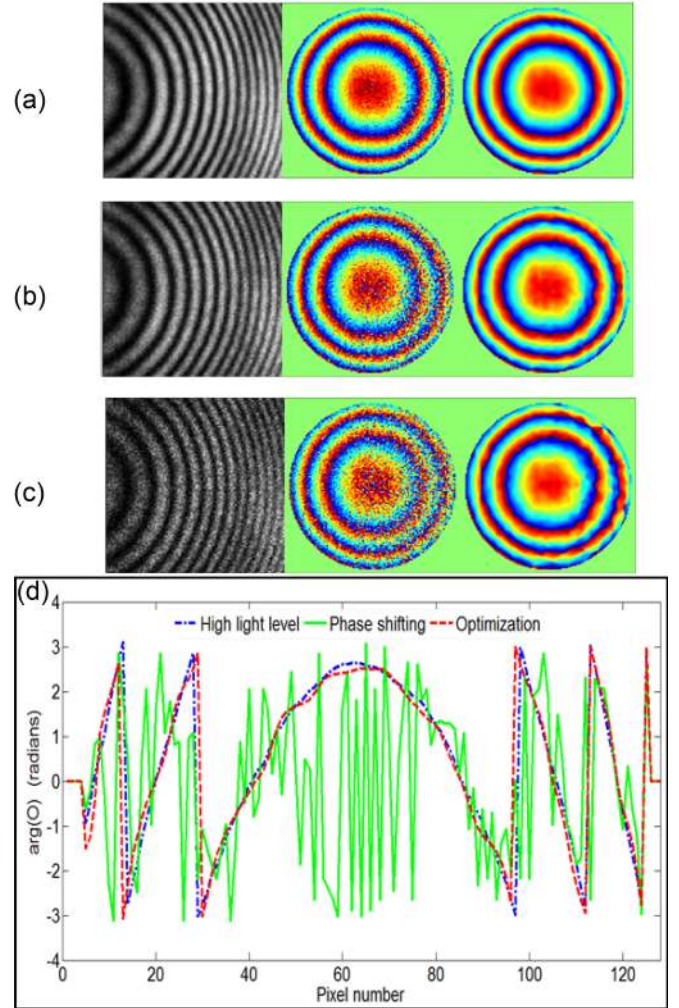 (a)
(b)
(c)
(d)
4
3
2
1
0
-1
-2
-3
-4
High light level Phase shifting Optimization
arg(O) (radians)
0 20 40 60 80 100 120
Pixel number